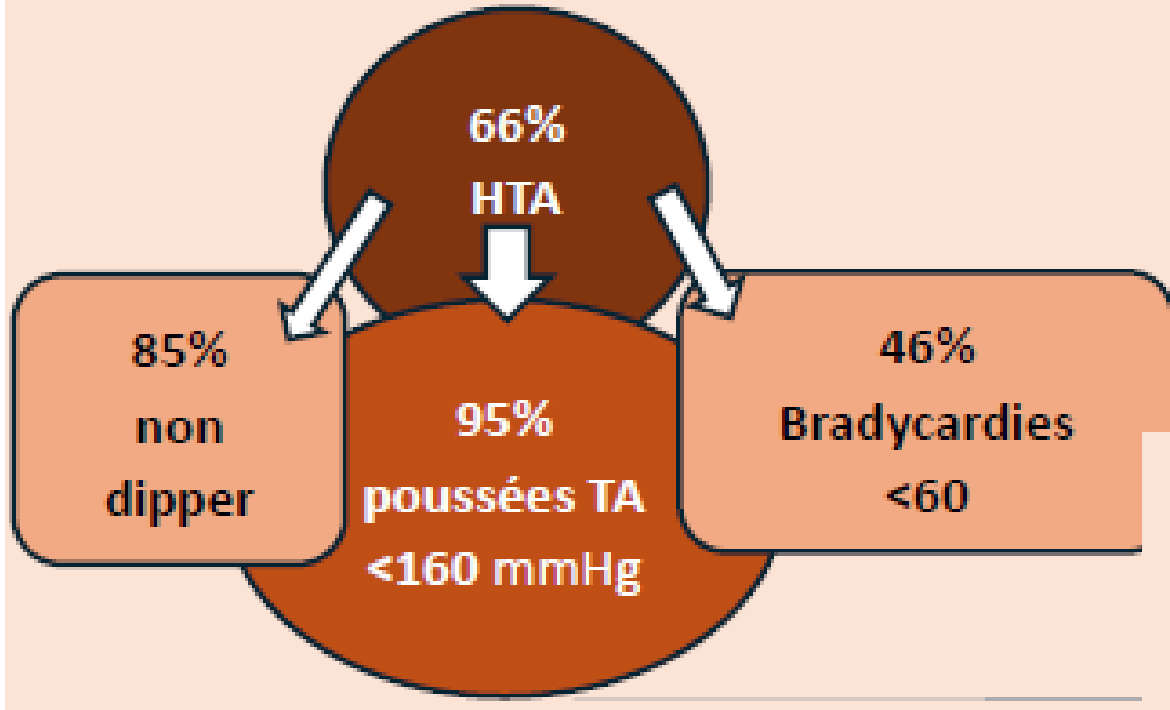 66%
HTA
85%
non
dipper
95%
poussées TA
<160 mmHg
46%
Bradycardies
<60